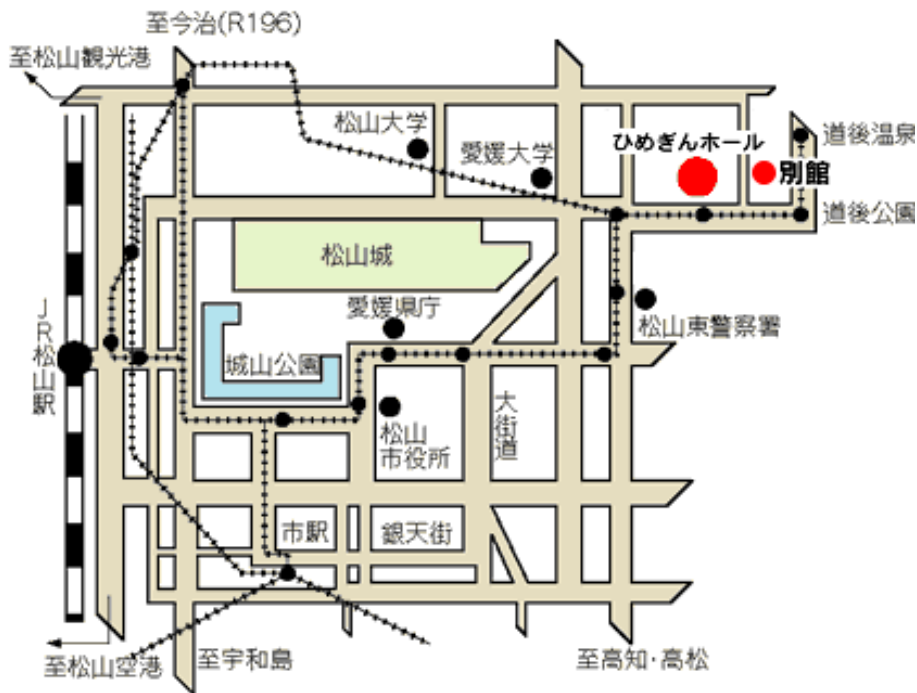 至今治(R196)
至松山観光港
松山大学
愛媛大学
ひめぎんホール
別館
道後温泉
道後公園
松山城
愛媛県庁
松山東警察署
JR松山駅
城山公園
大街道
松山
市役所
市駅
銀天街
至松山空港
至宇和島
至高知・高松